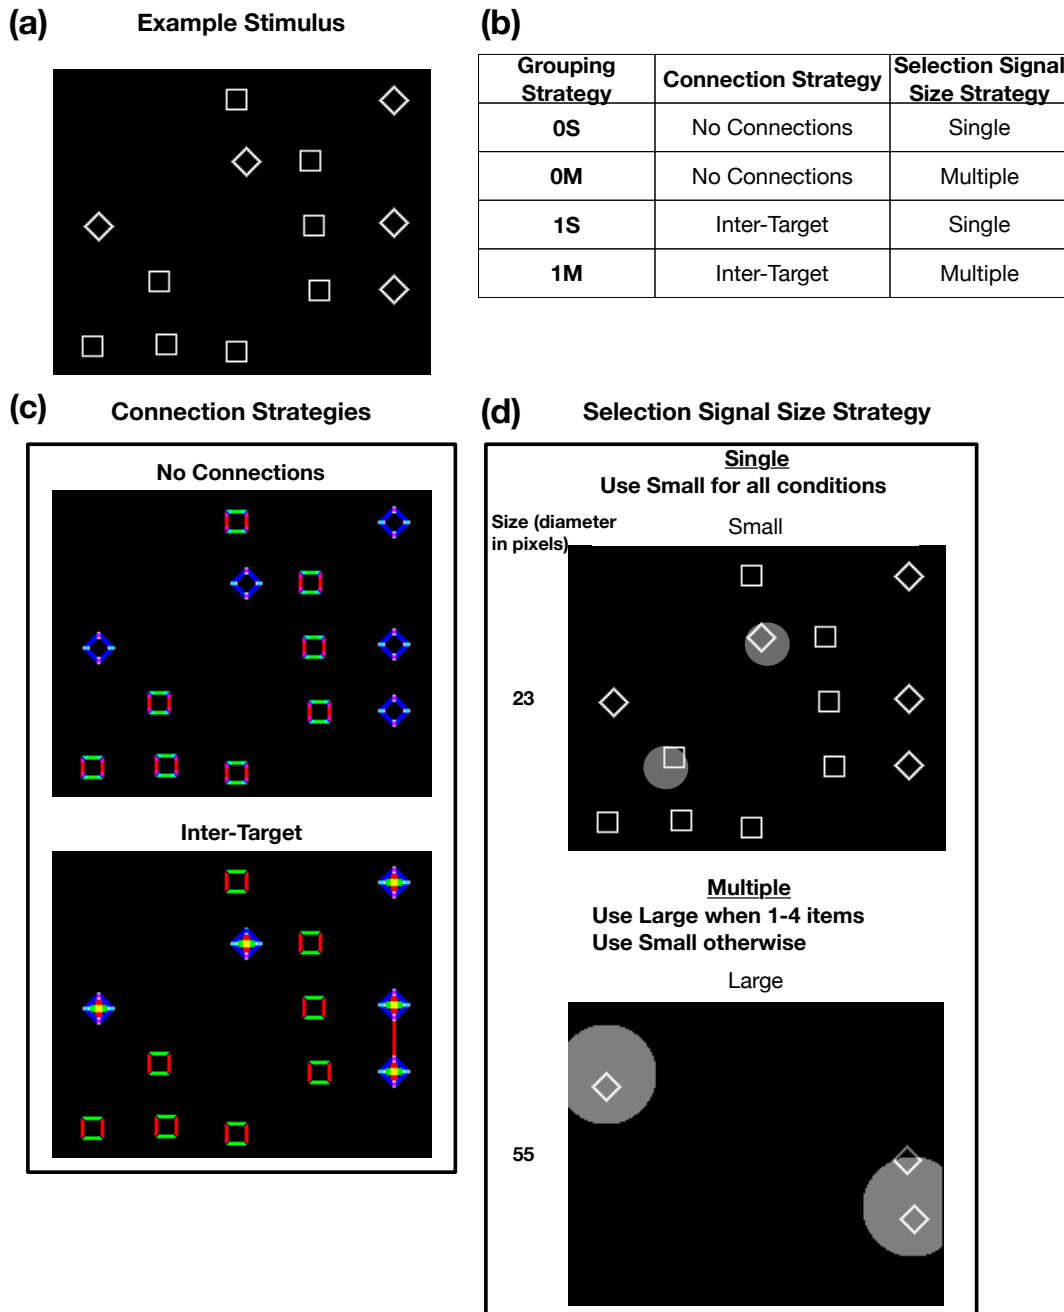 (a)
Example Stimulus
(b)
Grouping Strategy
Connection Strategy
Selection Signal Size Strategy
0S
No Connections
Single
0M
No Connections
Multiple
1S
Inter-Target
Single
1M
Inter-Target
Multiple
(c)
Connection Strategies
No Connections
Inter-Target
(d)
Selection Signal Size Strategy
Single
Use Small for all conditions
Size (diameter
in pixels)
Small
23
Multiple
Use Large when 1-4 items
Use Small otherwise
Large
55